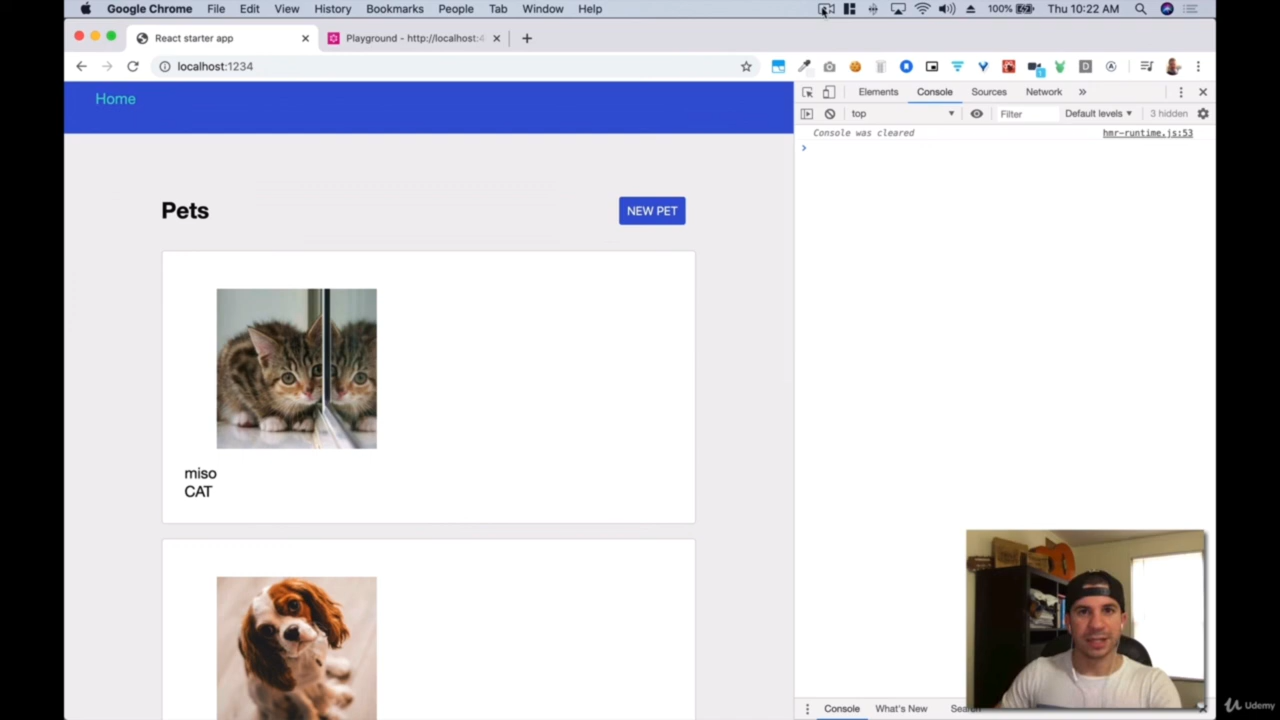 Google Chrome File Edit View History Bookmarks People Tab Window Help 100% Thu 10:22 AM
React starter app Playground - http://localhost:4
localhost:1234
Home
Elements Console Sources Network »
top Filter Default levels 3 hidden
Console was cleared hmr-runtime.js:53
Pets NEW PET
miso
CAT
Console What's New Search
Udemy